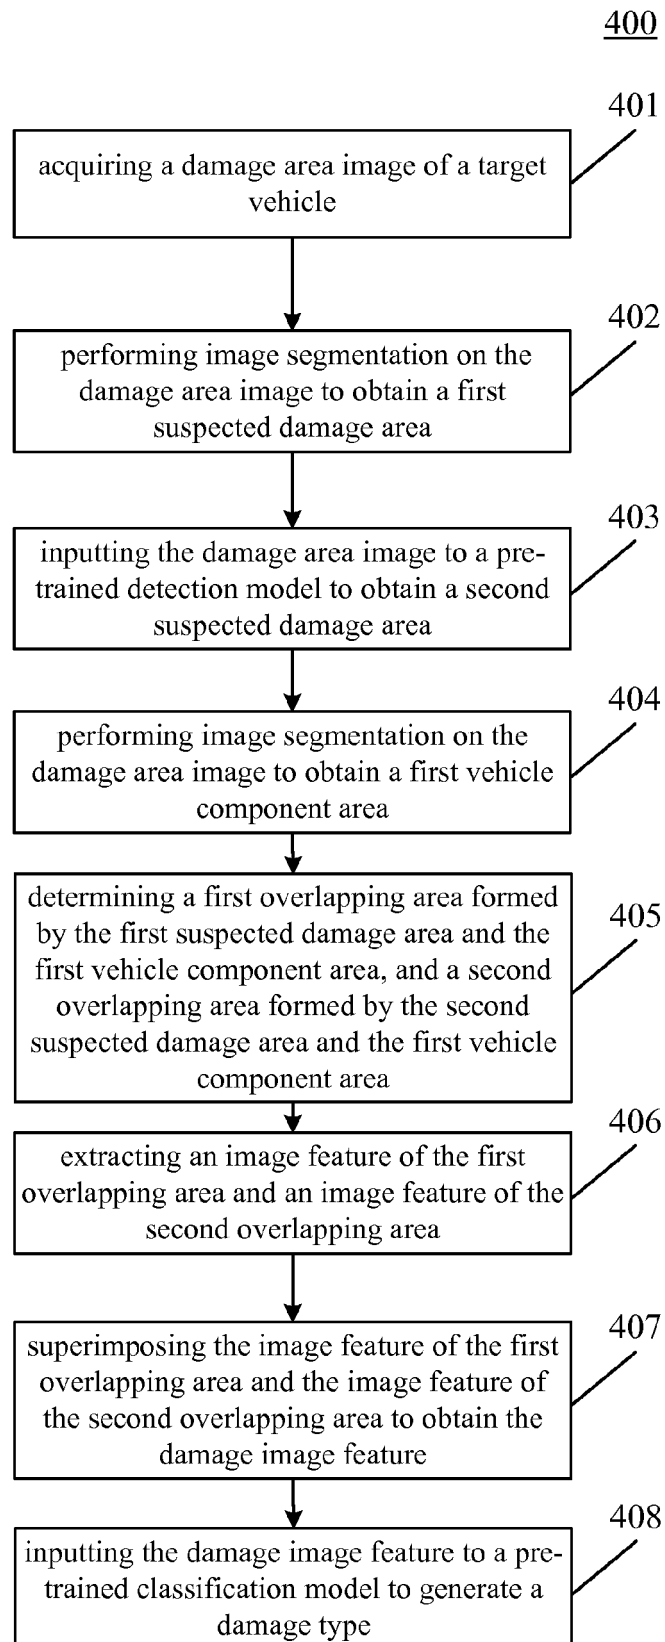 400
401
acquiring a damage area image of a target
vehicle
402
performing image segmentation on the
damage area image to obtain a first
suspected damage area
403
inputting the damage area image to a pre-
trained detection model to obtain a second
suspected damage area
404
performing image segmentation on the
damage area image to obtain a first vehicle
component area
determining a first overlapping area formed
by the first suspected damage area and the
405
first vehicle component area, and a second
overlapping area formed by the second
suspected damage area and the first vehicle
component area
406
extracting an image feature of the first
overlapping area and an image feature of the
second overlapping area
407
superimposing the image feature of the first
overlapping area and the image feature of
the second overlapping area to obtain the
damage image feature
408
inputting the damage image feature to a pre-
trained classification model to generate a
damage type